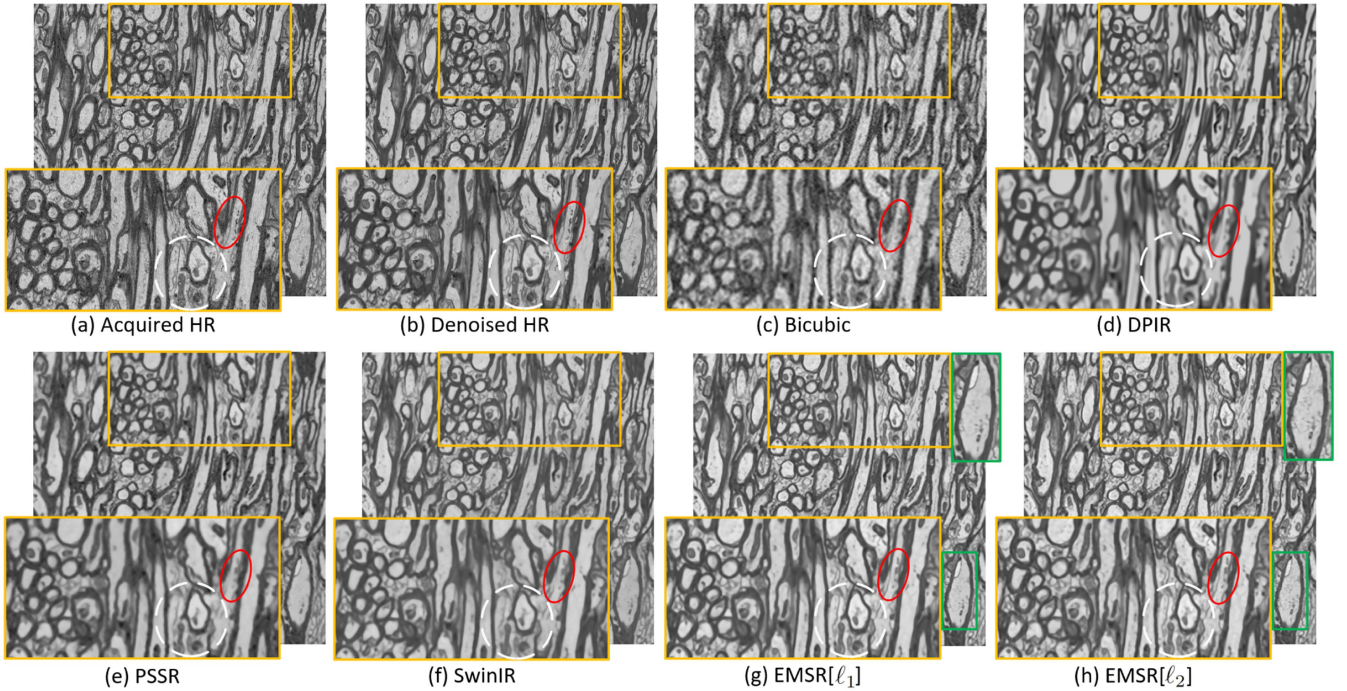 (a) Acquired HR
(b) Denoised HR
(c) Bicubic
(d) DPIR
(e) PSSR
(f) SwinIR
(g) EMSR[ℓ₁]
(h) EMSR[ℓ₂]